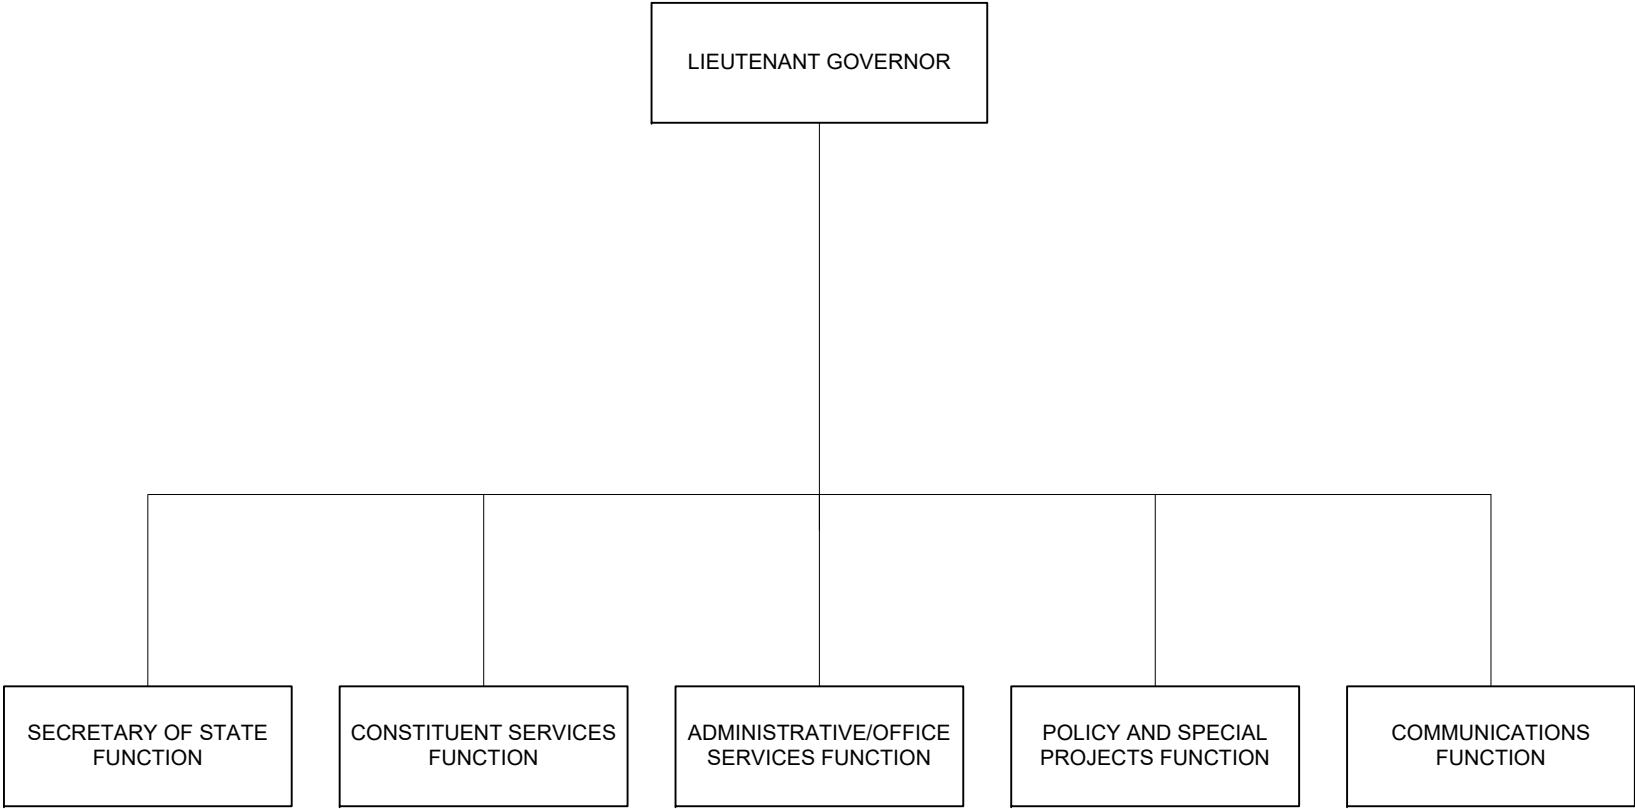 LIEUTENANT GOVERNOR
SECRETARY OF STATE
FUNCTION
CONSTITUENT SERVICES
FUNCTION
ADMINISTRATIVE/OFFICE
SERVICES FUNCTION
POLICY AND SPECIAL
PROJECTS FUNCTION
COMMUNICATIONS
FUNCTION